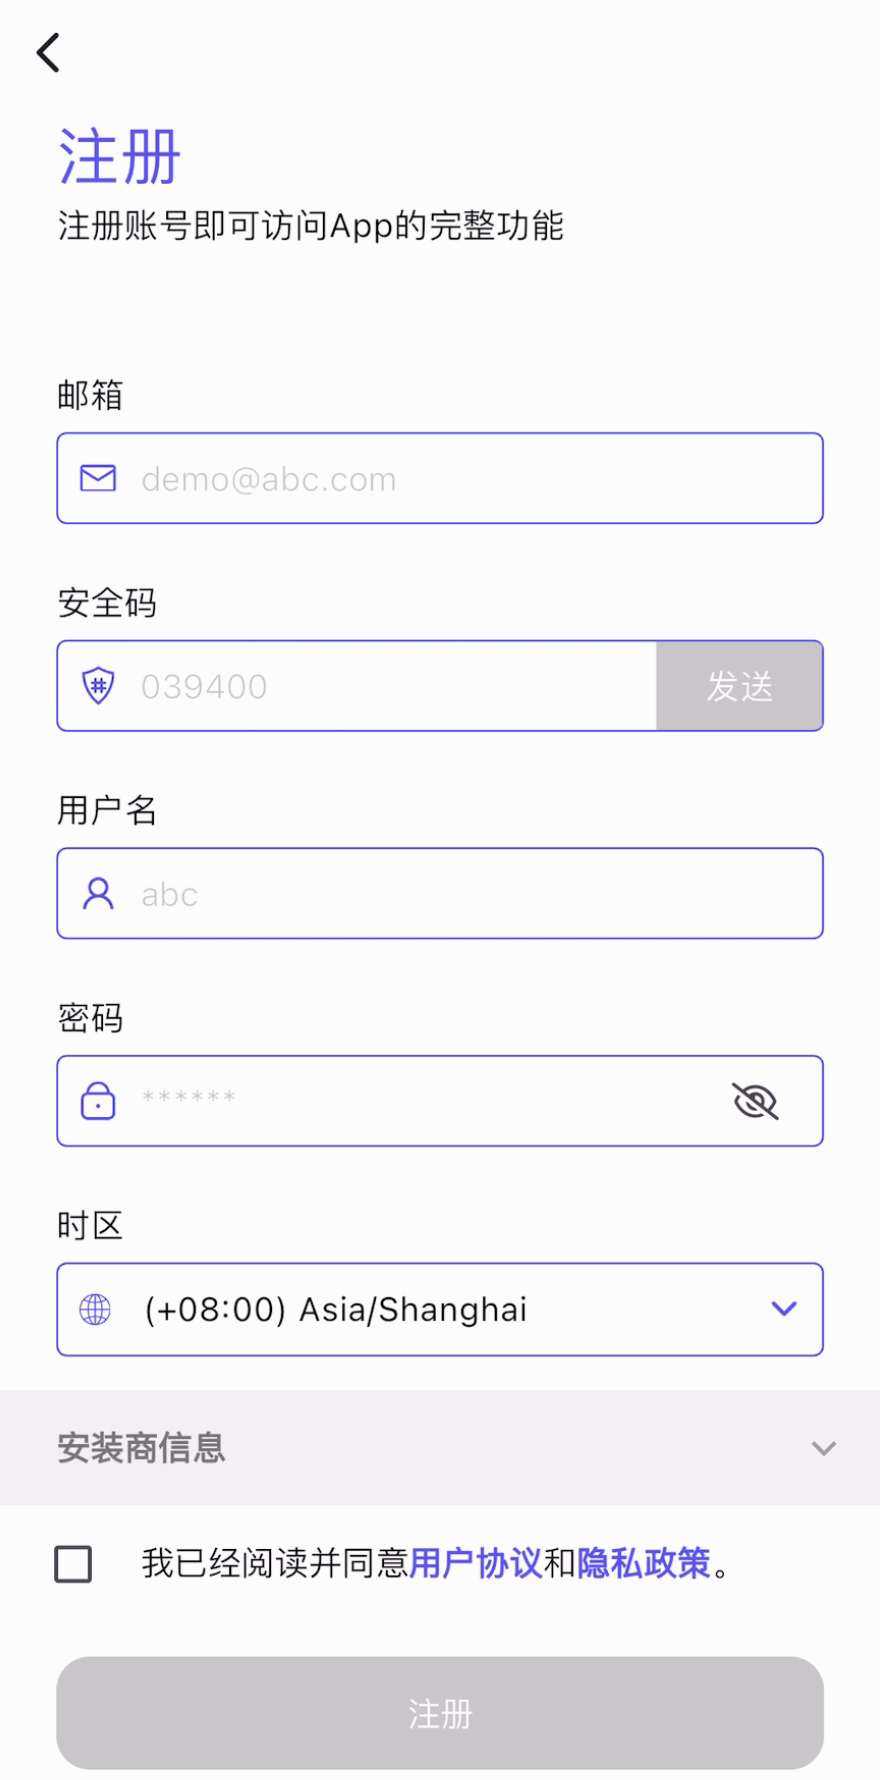 注册
注册账号即可访问App的完整功能
邮箱
demo@abc.com
安全码
039400
发送
用户名
abc
密码
******
时区
(+08:00) Asia/Shanghai
安装商信息
我已经阅读并同意用户协议和隐私政策。
注册